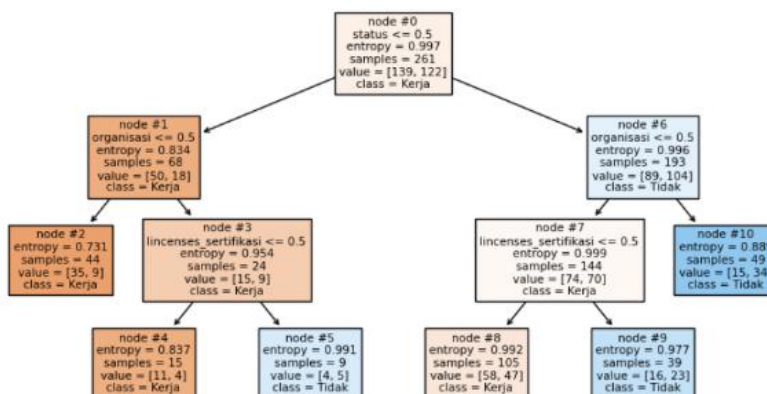 node #0
status <= 0.5
entropy = 0.997
samples = 261
value = [139, 122]
class = Kerja
node #1
organisasi <= 0.5
entropy = 0.834
samples = 68
value = [50, 18]
class = Kerja
node #6
organisasi <= 0.5
entropy = 0.996
samples = 193
value = [89, 104]
class = Tidak
node #2
entropy = 0.731
samples = 44
value = [35, 9]
class = Kerja
node #3
lincenses_sertifikasi <= 0.5
entropy = 0.954
samples = 24
value = [15, 9]
class = Kerja
node #7
lincenses_sertifikasi <= 0.5
entropy = 0.999
samples = 144
value = [74, 70]
class = Kerja
node #10
entropy = 0.88
samples = 49
value = [15, 34]
class = Tidak
node #4
entropy = 0.837
samples = 15
value = [11, 4]
class = Kerja
node #5
entropy = 0.991
samples = 9
value = [4, 5]
class = Tidak
node #8
entropy = 0.992
samples = 105
value = [58, 47]
class = Kerja
node #9
entropy = 0.977
samples = 39
value = [16, 23]
class = Tidak